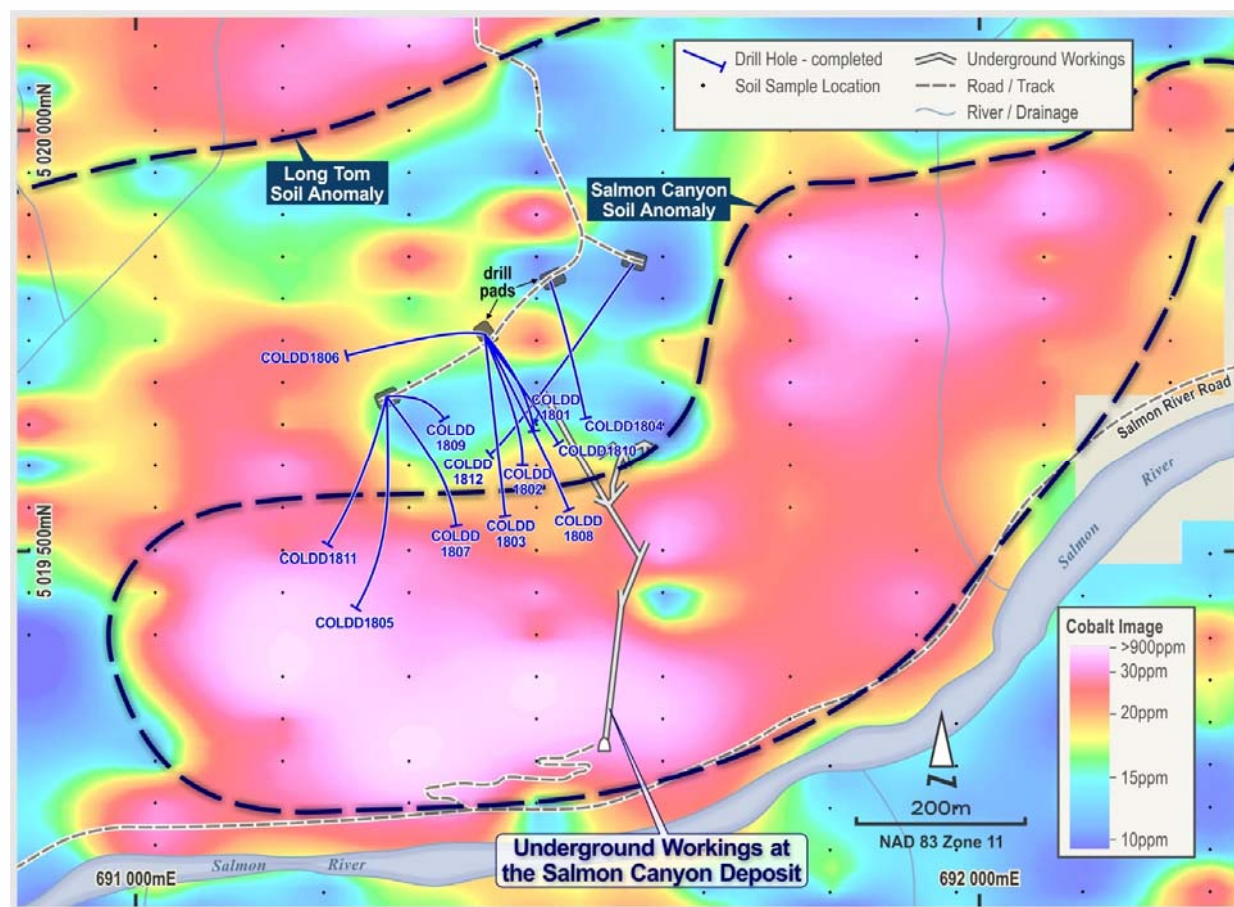 Drill Hole - completed
Soil Sample Location
Underground Workings
Road / Track
River / Drainage
5 020 000mN
Long Tom
Soil Anomaly
Salmon Canyon
Soil Anomaly
drill
pads
COLDD1806
COLDD
1801
COLDD1804
COLDD
1809
COLDD1810
COLDD
1812
COLDD
1802
COLDD
1803
COLDD
1808
COLDD
1807
COLDD1811
COLDD1805
5 019 500mN
Salmon River Road
River
Salmon
Cobalt Image
>900ppm
30ppm
20ppm
15ppm
10ppm
N
200m
NAD 83 Zone 11
Underground Workings at
the Salmon Canyon Deposit
Salmon River
691 000mE
692 000mE